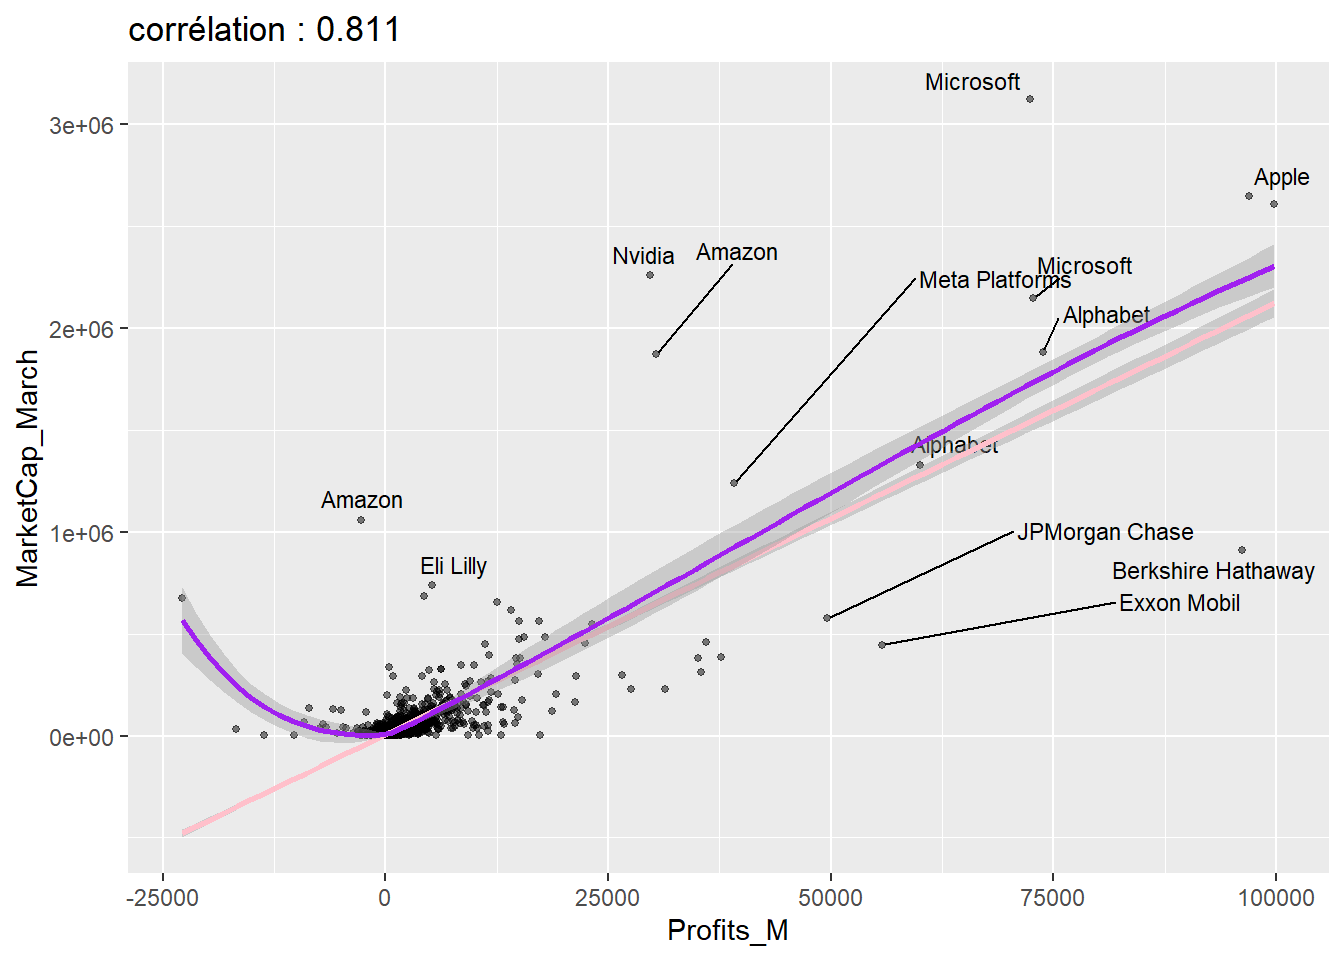 corrélation : 0.811
Microsoft
3e+06
Apple
Nvidia
Amazon
Microsoft
Meta Platforms
Alphabet
2e+06
MarketCap_March
Alphabet
Amazon
1e+06
JPMorgan Chase
Eli Lilly
Berkshire Hathaway
Exxon Mobil
0e+00
-25000
0
25000
50000
75000
100000
Profits_M